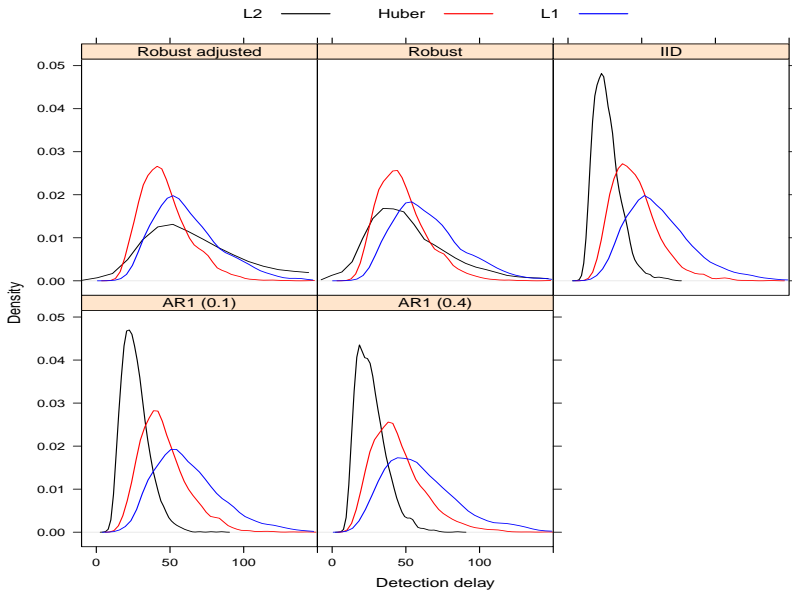 L2 Huber L1
Robust adjusted Robust IID
0.05
0.04
0.03
0.02
0.01
0.00
AR1 (0.1) AR1 (0.4)
0.05
0.04
0.03
0.02
0.01
0.00
Density
0 50 100 0 50 100
Detection delay